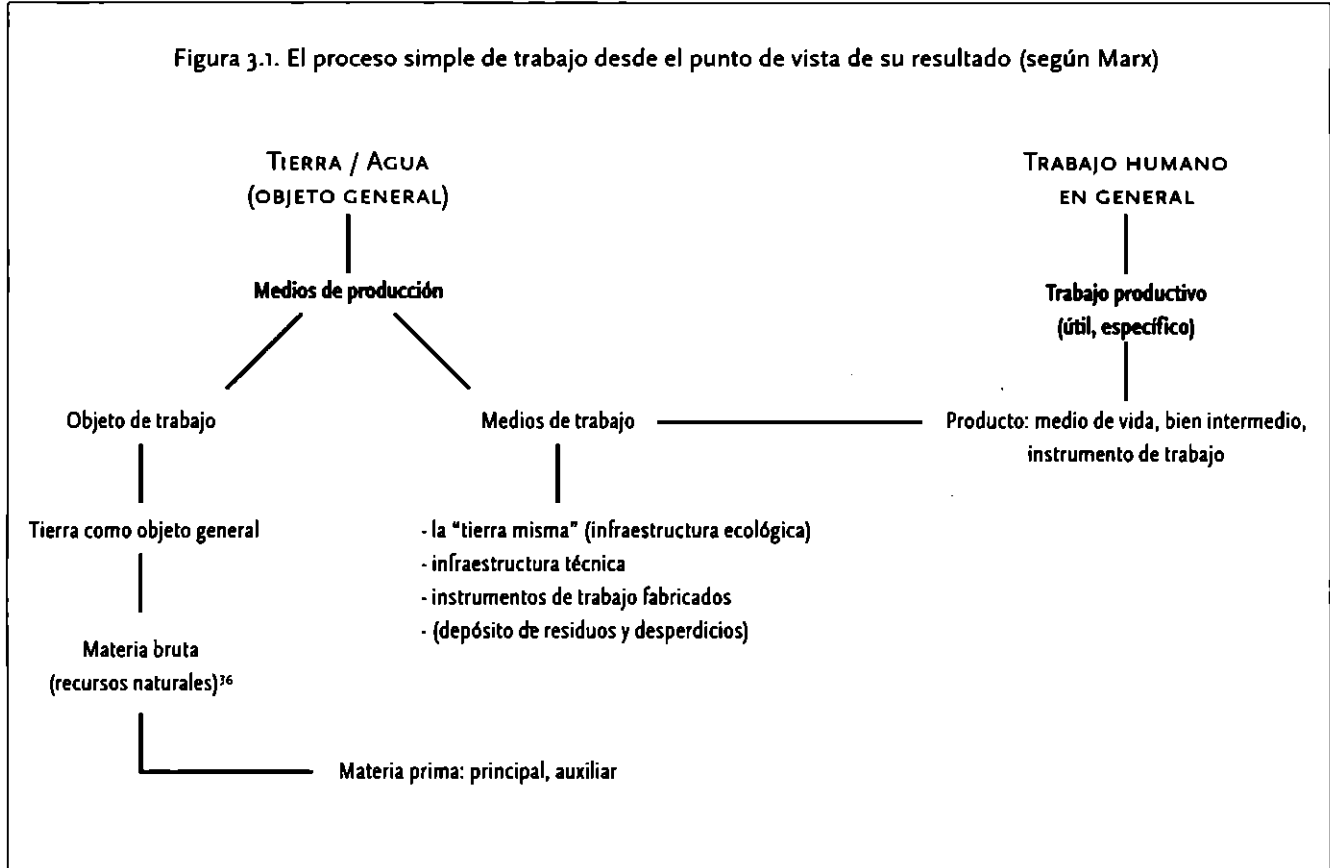 Figura 3.1. El proceso simple de trabajo desde el punto de vista de su resultado (según Marx)
TIERRA / AGUA
(OBJETO GENERAL)
TRABAJO HUMANO
EN GENERAL
Medios de producción
Trabajo productivo
(útil, específico)
Objeto de trabajo
Medios de trabajo
Producto: medio de vida, bien intermedio,
instrumento de trabajo
Tierra como objeto general
- la "tierra misma" (infraestructura ecológica)
- infraestructura técnica
- instrumentos de trabajo fabricados
- (depósito de residuos y desperdicios)
Materia bruta
(recursos naturales)³⁶
Materia prima: principal, auxiliar